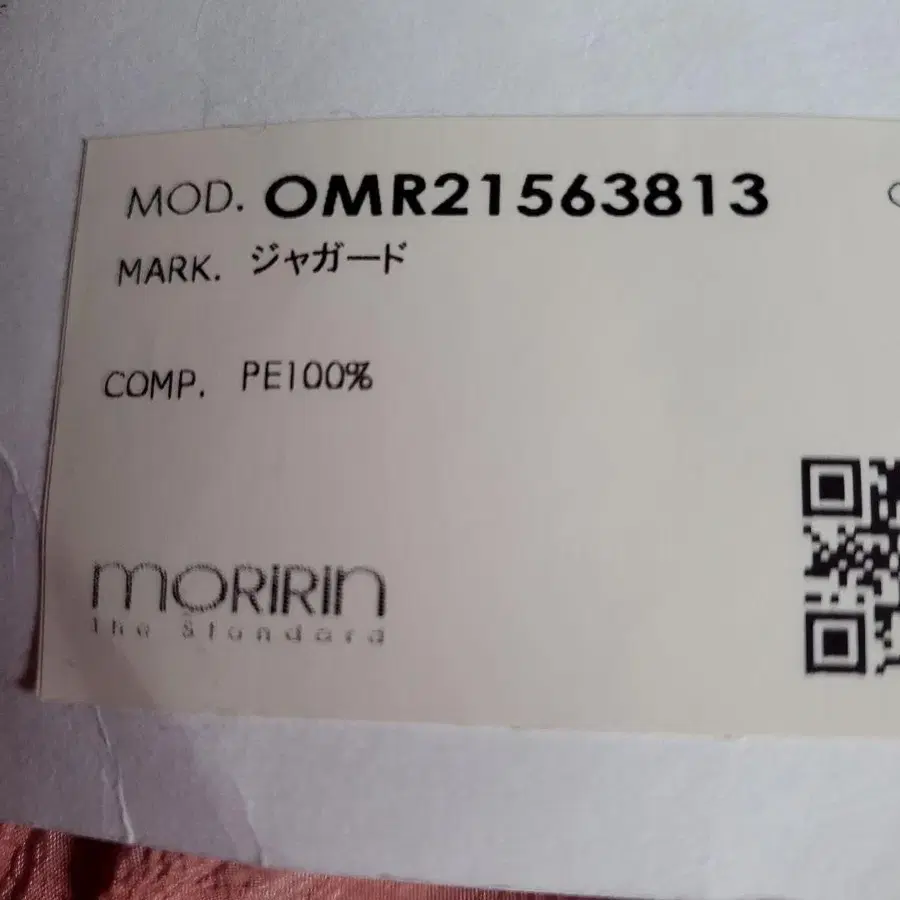 MOD. OMR21563813
MARK. ジャガード
COMP. PE100%
moRIRIn
the Standard